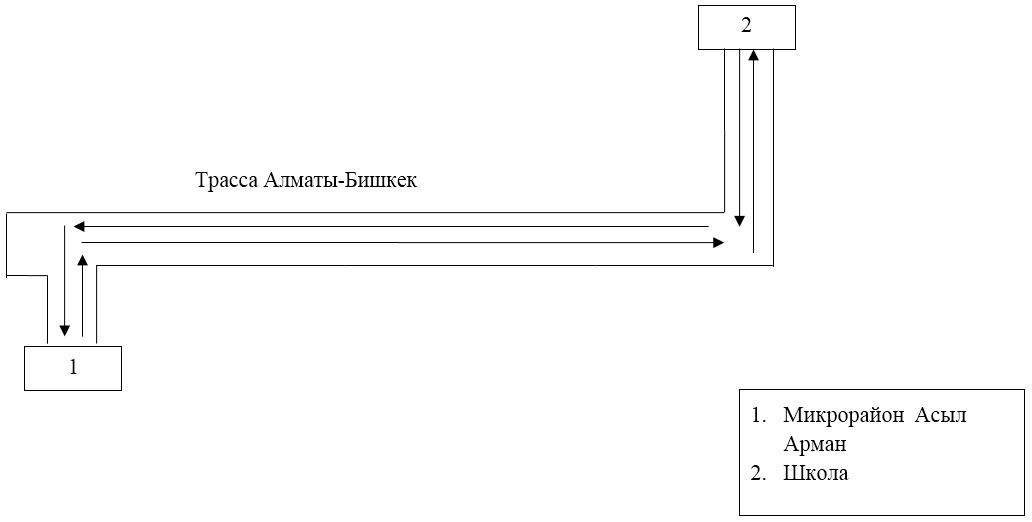 2
Трасса Алматы-Бишкек
1
1. Микрорайон Асыл
Арман
2. Школа